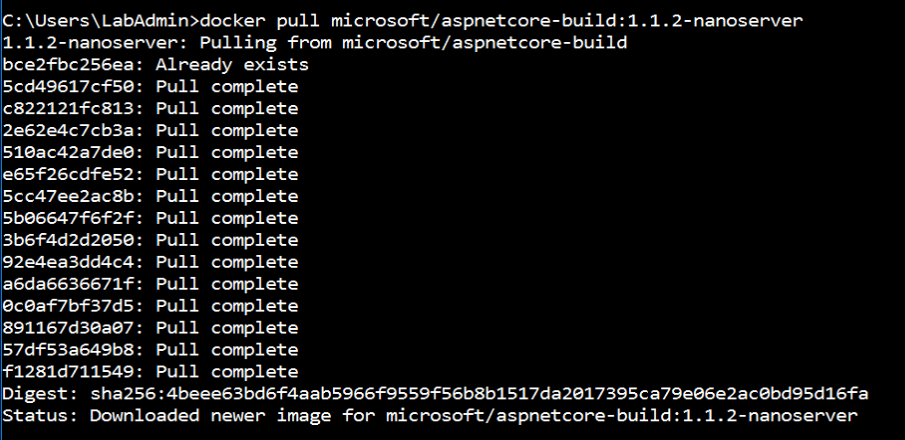 C:\Users\LabAdmin>docker pull microsoft/aspnetcore-build:1.1.2-nanoserver
1.1.2-nanoserver: Pulling from microsoft/aspnetcore-build
bce2fbc256ea: Already exists
5cd49617cf50: Pull complete
c822121fc813: Pull complete
2e62e4c7cb3a: Pull complete
510ac42a7de0: Pull complete
e65f26cdfe52: Pull complete
5cc47ee2ac8b: Pull complete
5b06647f6f2f: Pull complete
3b6f4d2d2050: Pull complete
92e4ea3dd4c4: Pull complete
a6da6636671f: Pull complete
0c0af7bf37d5: Pull complete
891167d30a07: Pull complete
57df53a649b8: Pull complete
f1281d711549: Pull complete
Digest: sha256:4beee63bd6f4aab5966f9559f56b8b1517da2017395ca79e06e2ac0bd95d16fa
Status: Downloaded newer image for microsoft/aspnetcore-build:1.1.2-nanoserver